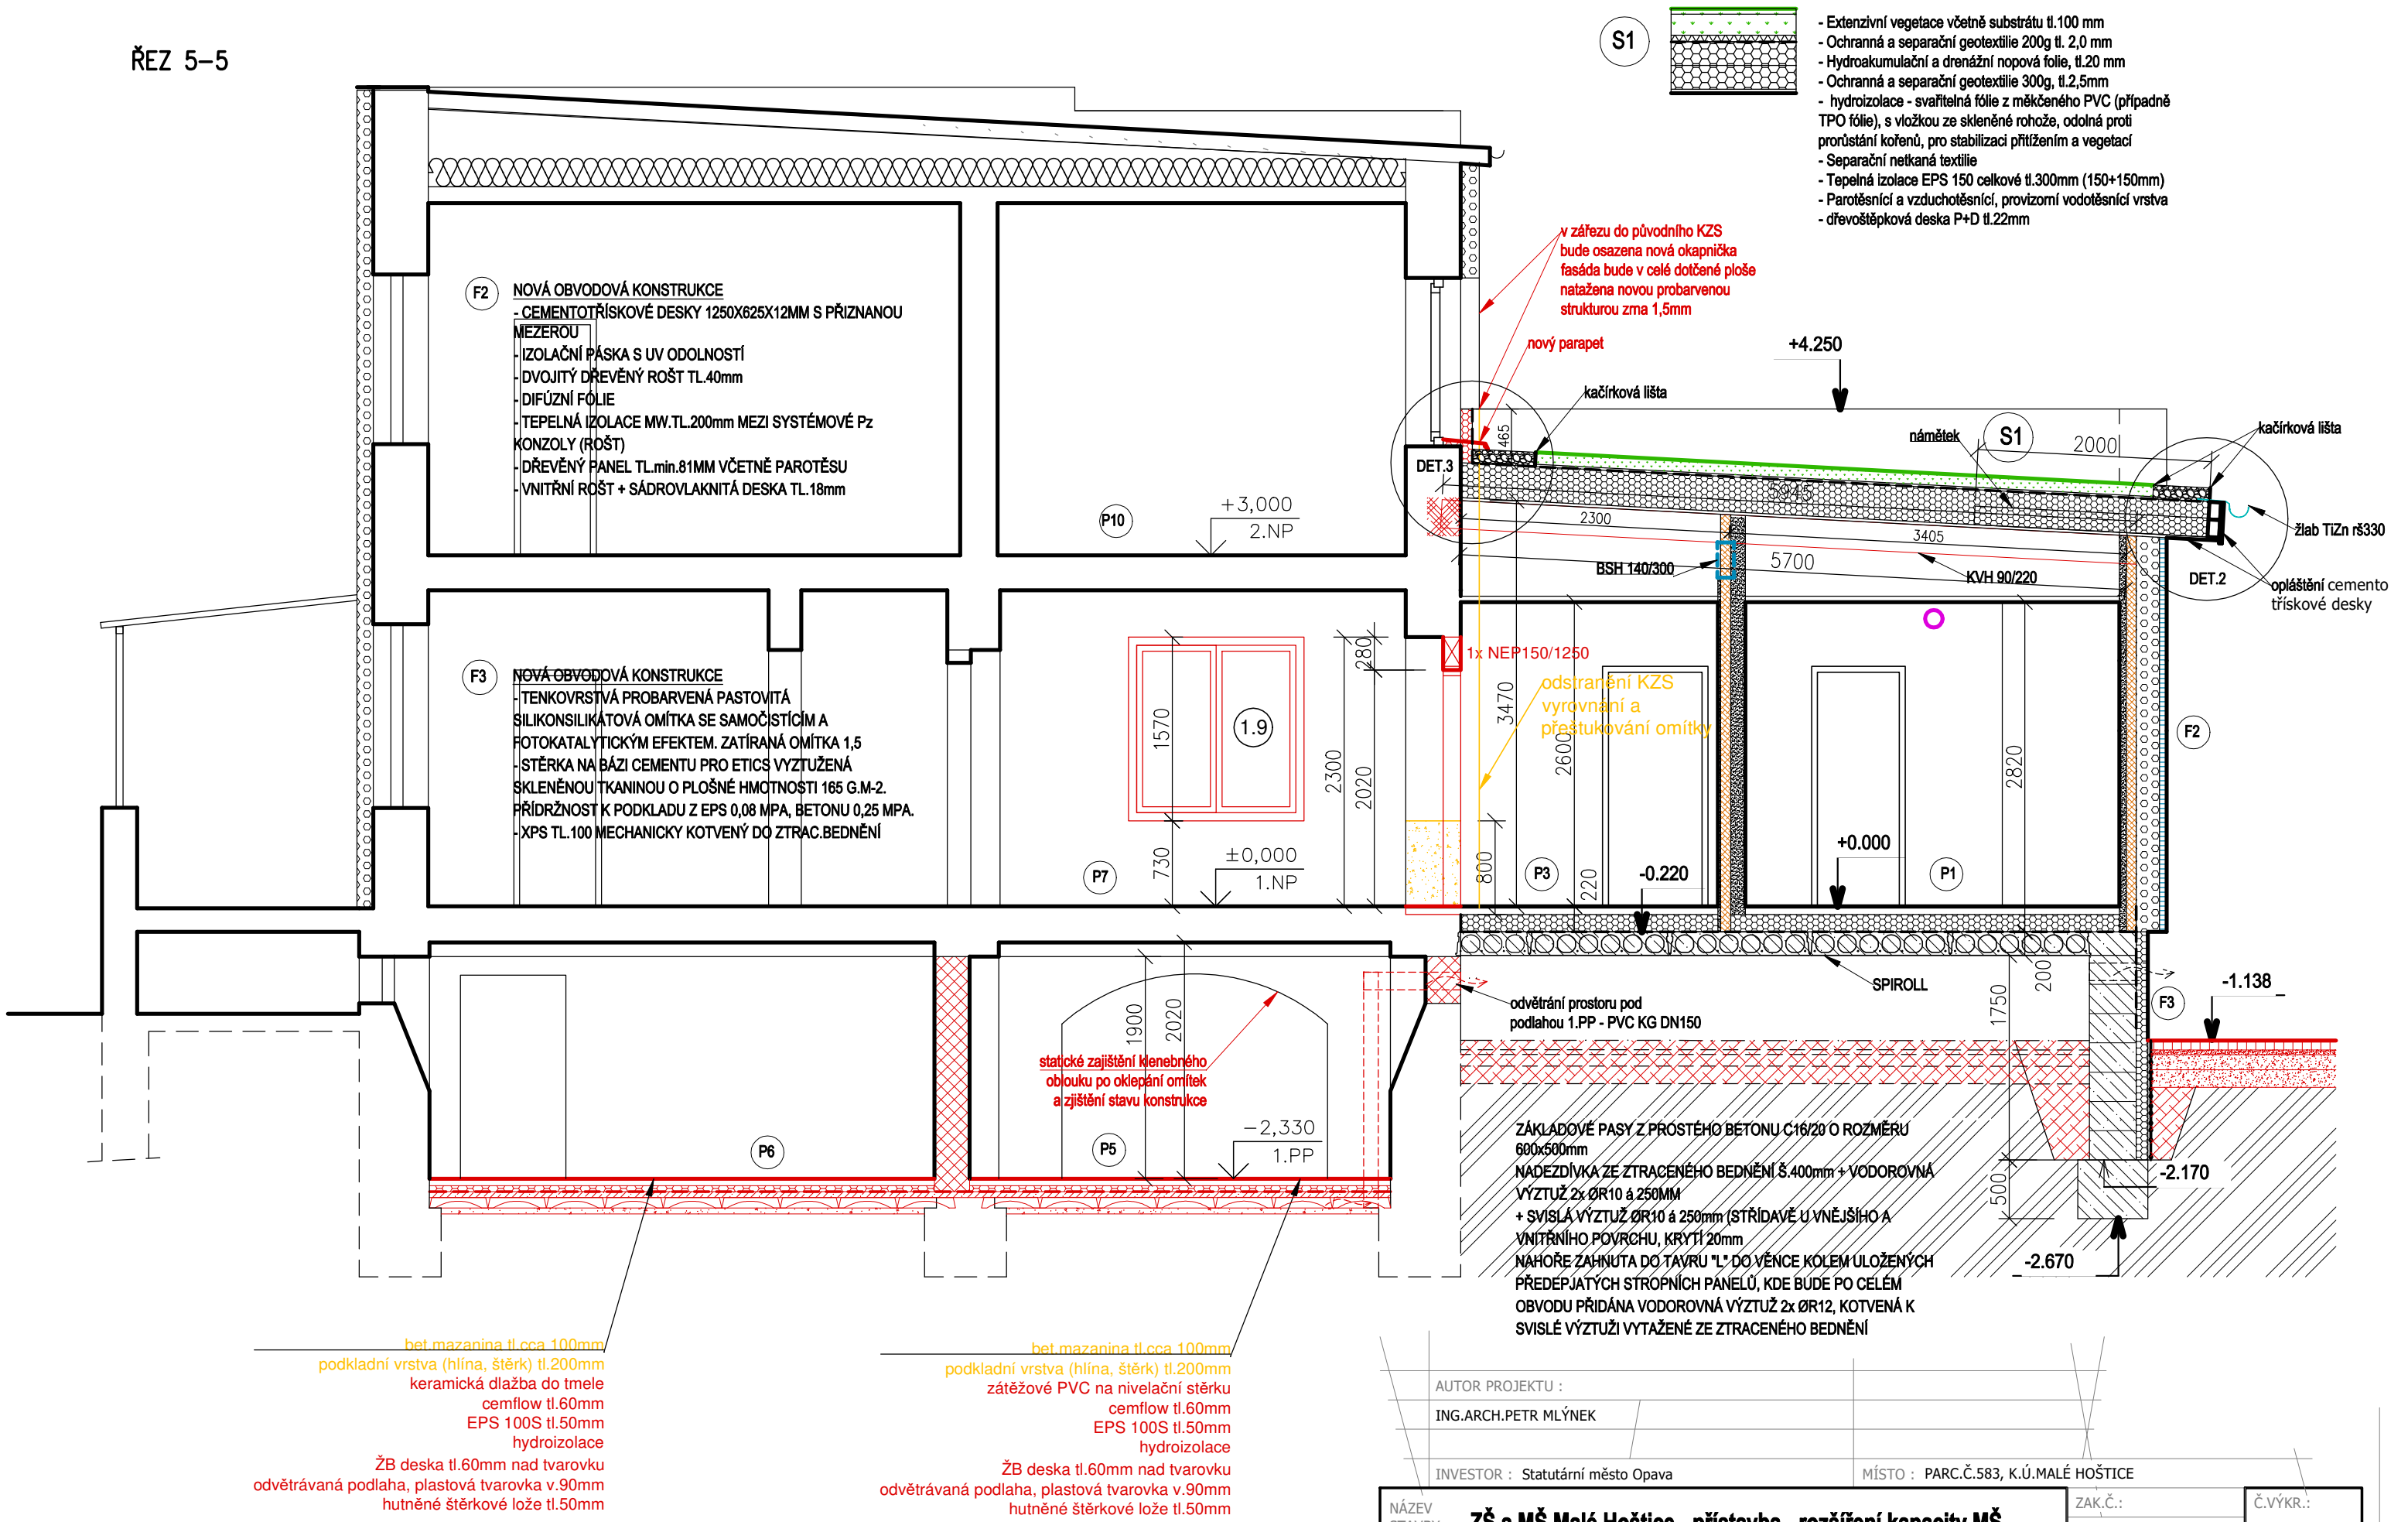 ŘEZ 5-5
S1
- Extenzivní vegetace včetně substrátu tl.100 mm
- Ochranná a separační geotextilie 200g tl. 2,0 mm
- Hydroakumulační a drenážní nopová folie, tl.20 mm
- Ochranná a separační geotextilie 300g, tl.2,5mm
- hydroizolace - svařitelná fólie z měkčeného PVC (případně
TPO fólie), s vložkou ze skleněné rohože, odolná proti
prorůstání kořenů, pro stabilizaci přitížením a vegetací
- Separační netkaná textilie
- Tepelná izolace EPS 150 celkové tl.300mm (150+150mm)
- Parotěsnící a vzduchotěsnící, provizorní vodotěsnící vrstva
- dřevoštěpková deska P+D tl.22mm
v zářezu do původního KZS
bude osazena nová okapnička
fasáda bude v celé dotčené ploše
natažena novou probarvenou
strukturou zrna 1,5mm
nový parapet
kačírková lišta
+4.250
námětek
S1
2000
kačírková lišta
465
DET.3
5945
2300
3405
5700
BSH 140/300
KVH 90/220
DET.2
žlab TiZn rš330
opláštění cemento
třískové desky
F2
NOVÁ OBVODOVÁ KONSTRUKCE
- CEMENTOTŘÍSKOVÉ DESKY 1250X625X12MM S PŘIZNANOU
MEZEROU
- IZOLAČNÍ PÁSKA S UV ODOLNOSTÍ
- DVOJITÝ DŘEVĚNÝ ROŠT TL.40mm
- DIFÚZNÍ FÓLIE
- TEPELNÁ IZOLACE MW.TL.200mm MEZI SYSTÉMOVÉ Pz
KONZOLY (ROŠT)
- DŘEVĚNÝ PANEL TL.min.81MM VČETNĚ PAROTĚSU
- VNITŘNÍ ROŠT + SÁDROVLAKNITÁ DESKA TL.18mm
P10
+3,000
2.NP
F3
NOVÁ OBVODOVÁ KONSTRUKCE
- TENKOVRSTVÁ PROBARVENÁ PASTOVITÁ
SILIKONSILIKÁTOVÁ OMÍTKA SE SAMOČISTÍCÍM A
FOTOKATALYTICKÝM EFEKTEM. ZATÍRANÁ OMÍTKA 1,5
- STĚRKA NA BÁZI CEMENTU PRO ETICS VYZTUŽENÁ
SKLENĚNOU TKANINOU O PLOŠNÉ HMOTNOSTI 165 G.M-2.
PŘÍDRŽNOST K PODKLADU Z EPS 0,08 MPA, BETONU 0,25 MPA.
- XPS TL.100 MECHANICKY KOTVENÝ DO ZTRAC.BEDNĚNÍ
1570
730
1.9
P7
±0,000
1.NP
2300
2020
280
1x NEP150/1250
odstranění KZS
vyrovnání a
přeštukování omítky
3470
2600
800
220
P3
-0.220
+0.000
P1
2820
F2
SPIROLL
200
1750
F3
-1.138
odvětrání prostoru pod
podlahou 1.PP - PVC KG DN150
1900
2020
statické zajištění klenebného
oblouku po oklepání omítek
a zjištění stavu konstrukce
P6
P5
-2,330
1.PP
ZÁKLADOVÉ PASY Z PROSTÉHO BETONU C16/20 O ROZMĚRU
600x500mm
NADEZDÍVKA ZE ZTRACENÉHO BEDNĚNÍ Š.400mm + VODOROVNÁ
VÝZTUŽ 2x ØR10 á 250MM
+ SVISLÁ VÝZTUŽ ØR10 á 250mm (STŘÍDAVĚ U VNĚJŠÍHO A
VNITŘNÍHO POVRCHU, KRYTÍ 20mm
NAHOŘE ZAHNUTA DO TAVRU "L" DO VĚNCE KOLEM ULOŽENÝCH
PŘEDEPJATÝCH STROPNÍCH PANELŮ, KDE BUDE PO CELÉM
OBVODU PŘIDÁNA VODOROVNÁ VÝZTUŽ 2x ØR12, KOTVENÁ K
SVISLÉ VÝZTUŽI VYTAŽENÉ ZE ZTRACENÉHO BEDNĚNÍ
500
-2.170
-2.670
bet.mazanina tl.cca 100mm
podkladní vrstva (hlína, štěrk) tl.200mm
keramická dlažba do tmele
cemflow tl.60mm
EPS 100S tl.50mm
hydroizolace
ŽB deska tl.60mm nad tvarovku
odvětrávaná podlaha, plastová tvarovka v.90mm
hutněné štěrkové lože tl.50mm
bet.mazanina tl.cca 100mm
podkladní vrstva (hlína, štěrk) tl.200mm
zátěžové PVC na nivelační stěrku
cemflow tl.60mm
EPS 100S tl.50mm
hydroizolace
ŽB deska tl.60mm nad tvarovku
odvětrávaná podlaha, plastová tvarovka v.90mm
hutněné štěrkové lože tl.50mm
AUTOR PROJEKTU :
ING.ARCH.PETR MLÝNEK
INVESTOR : Statutární město Opava
MÍSTO : PARC.Č.583, K.Ú.MALÉ HOŠTICE
NÁZEV
ZŠ a MŠ Malé Hoštice - přístavba - rozšíření kapacity MŠ
ZAK.Č.:
Č.VÝKR.: